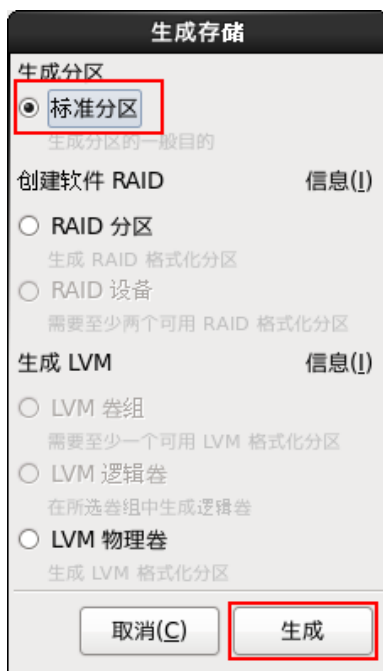 生成存储
生成分区
标准分区
生成分区的一般目的
创建软件 RAID 信息(I)
RAID 分区
生成 RAID 格式化分区
RAID 设备
需要至少两个可用 RAID 格式化分区
生成 LVM 信息(I)
LVM 卷组
需要至少一个可用 LVM 格式化分区
LVM 逻辑卷
在所选卷组中生成逻辑卷
LVM 物理卷
生成 LVM 格式化分区
取消(C) 生成